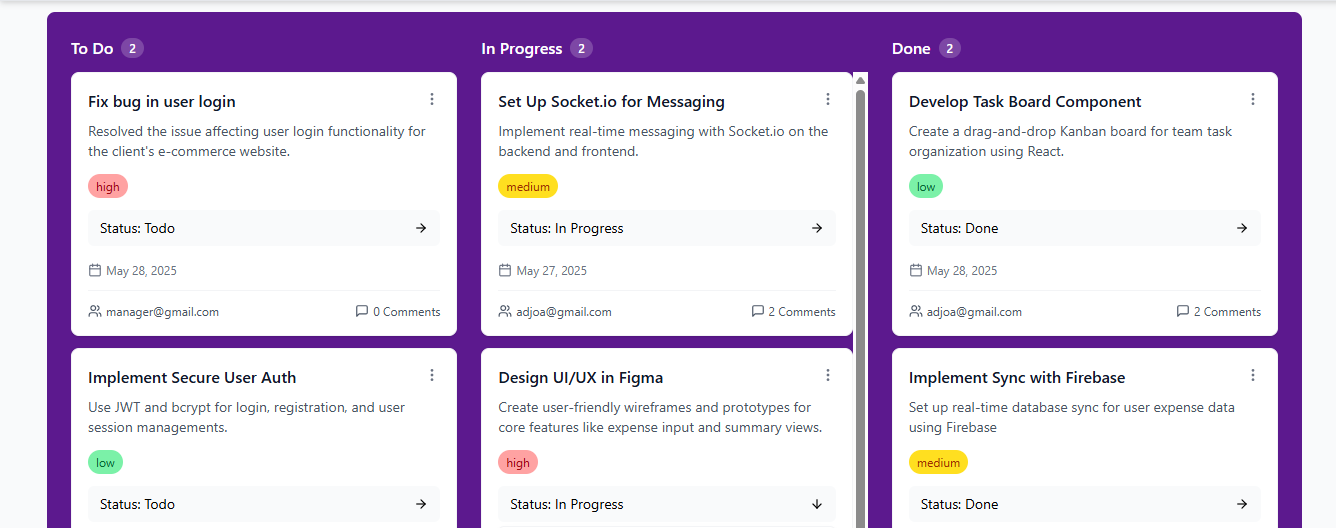 To Do 2
Fix bug in user login
Resolved the issue affecting user login functionality for
the client's e-commerce website.
high
Status: Todo
May 28, 2025
manager@gmail.com 0 Comments
Implement Secure User Auth
Use JWT and bcrypt for login, registration, and user
session managements.
low
Status: Todo
In Progress 2
Set Up Socket.io for Messaging
Implement real-time messaging with Socket.io on the
backend and frontend.
medium
Status: In Progress
May 27, 2025
adjoa@gmail.com 2 Comments
Design UI/UX in Figma
Create user-friendly wireframes and prototypes for
core features like expense input and summary views.
high
Status: In Progress
Done 2
Develop Task Board Component
Create a drag-and-drop Kanban board for team task
organization using React.
low
Status: Done
May 28, 2025
adjoa@gmail.com 2 Comments
Implement Sync with Firebase
Set up real-time database sync for user expense data
using Firebase
medium
Status: Done